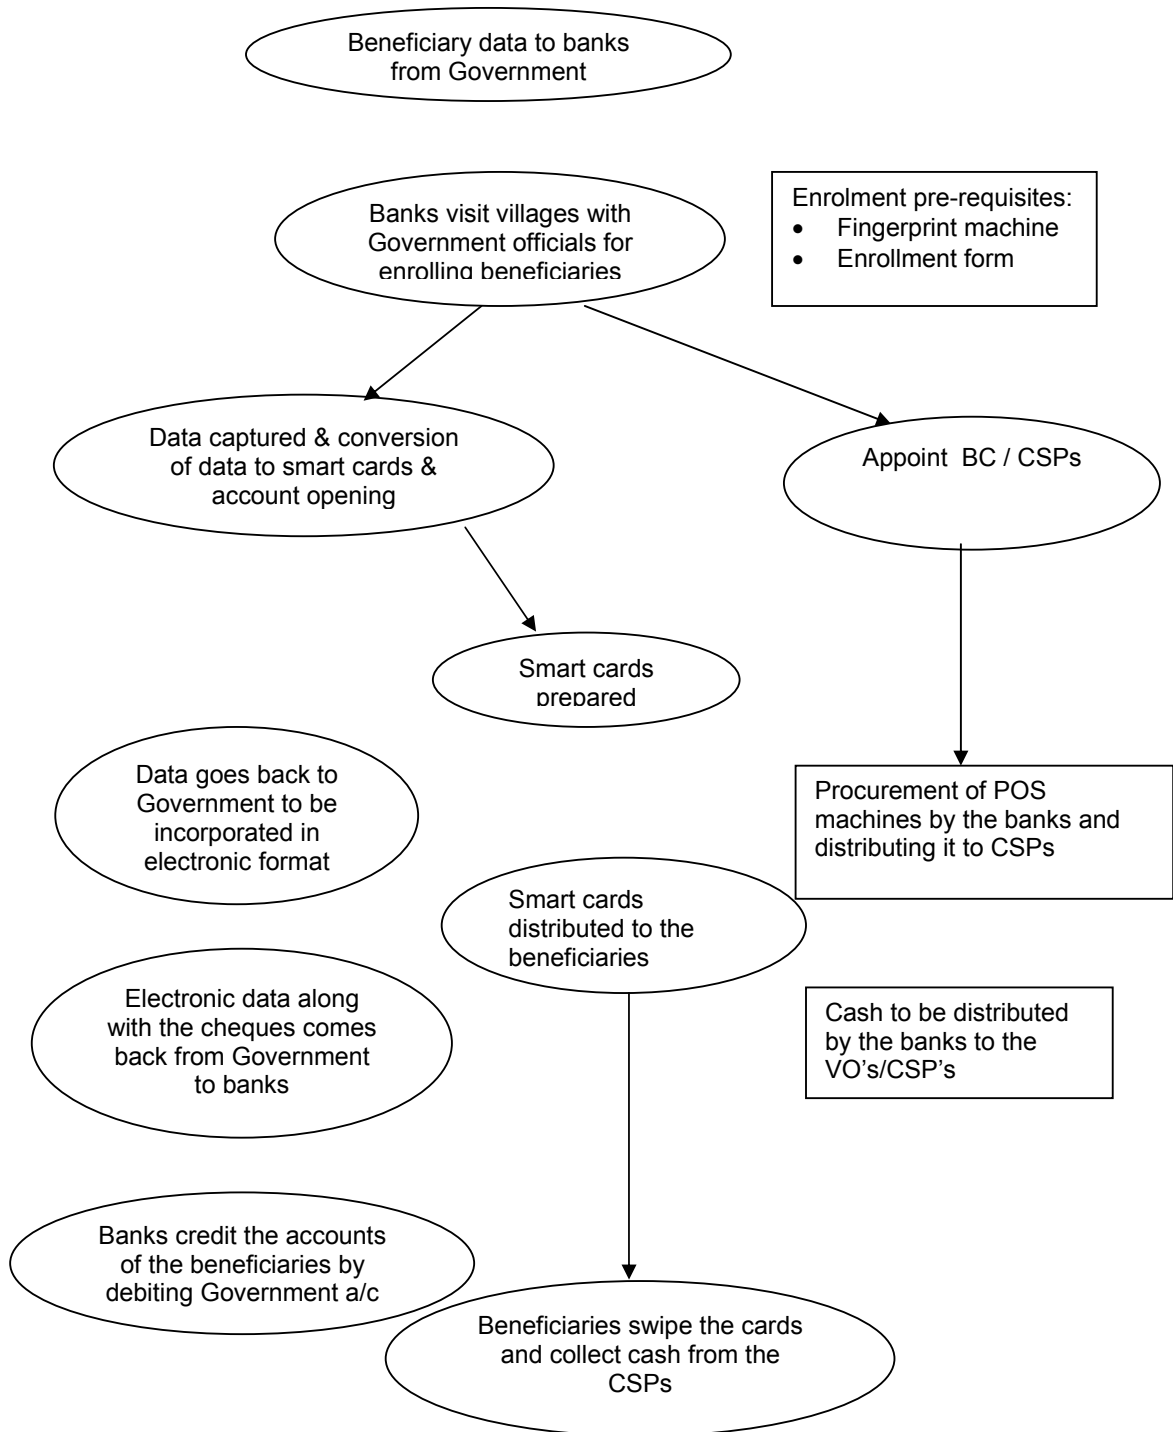 Beneficiary data to banks
from Government
Banks visit villages with
Government officials for
enrolling beneficiaries
Enrolment pre-requisites:
• Fingerprint machine
• Enrollment form
Data captured & conversion
of data to smart cards &
account opening
Appoint BC / CSPs
Smart cards
prepared
Data goes back to
Government to be
incorporated in
electronic format
Procurement of POS
machines by the banks and
distributing it to CSPs
Smart cards
distributed to the
beneficiaries
Electronic data along
with the cheques comes
back from Government
to banks
Cash to be distributed
by the banks to the
VO’s/CSP’s
Banks credit the accounts
of the beneficiaries by
debiting Government a/c
Beneficiaries swipe the cards
and collect cash from the
CSPs